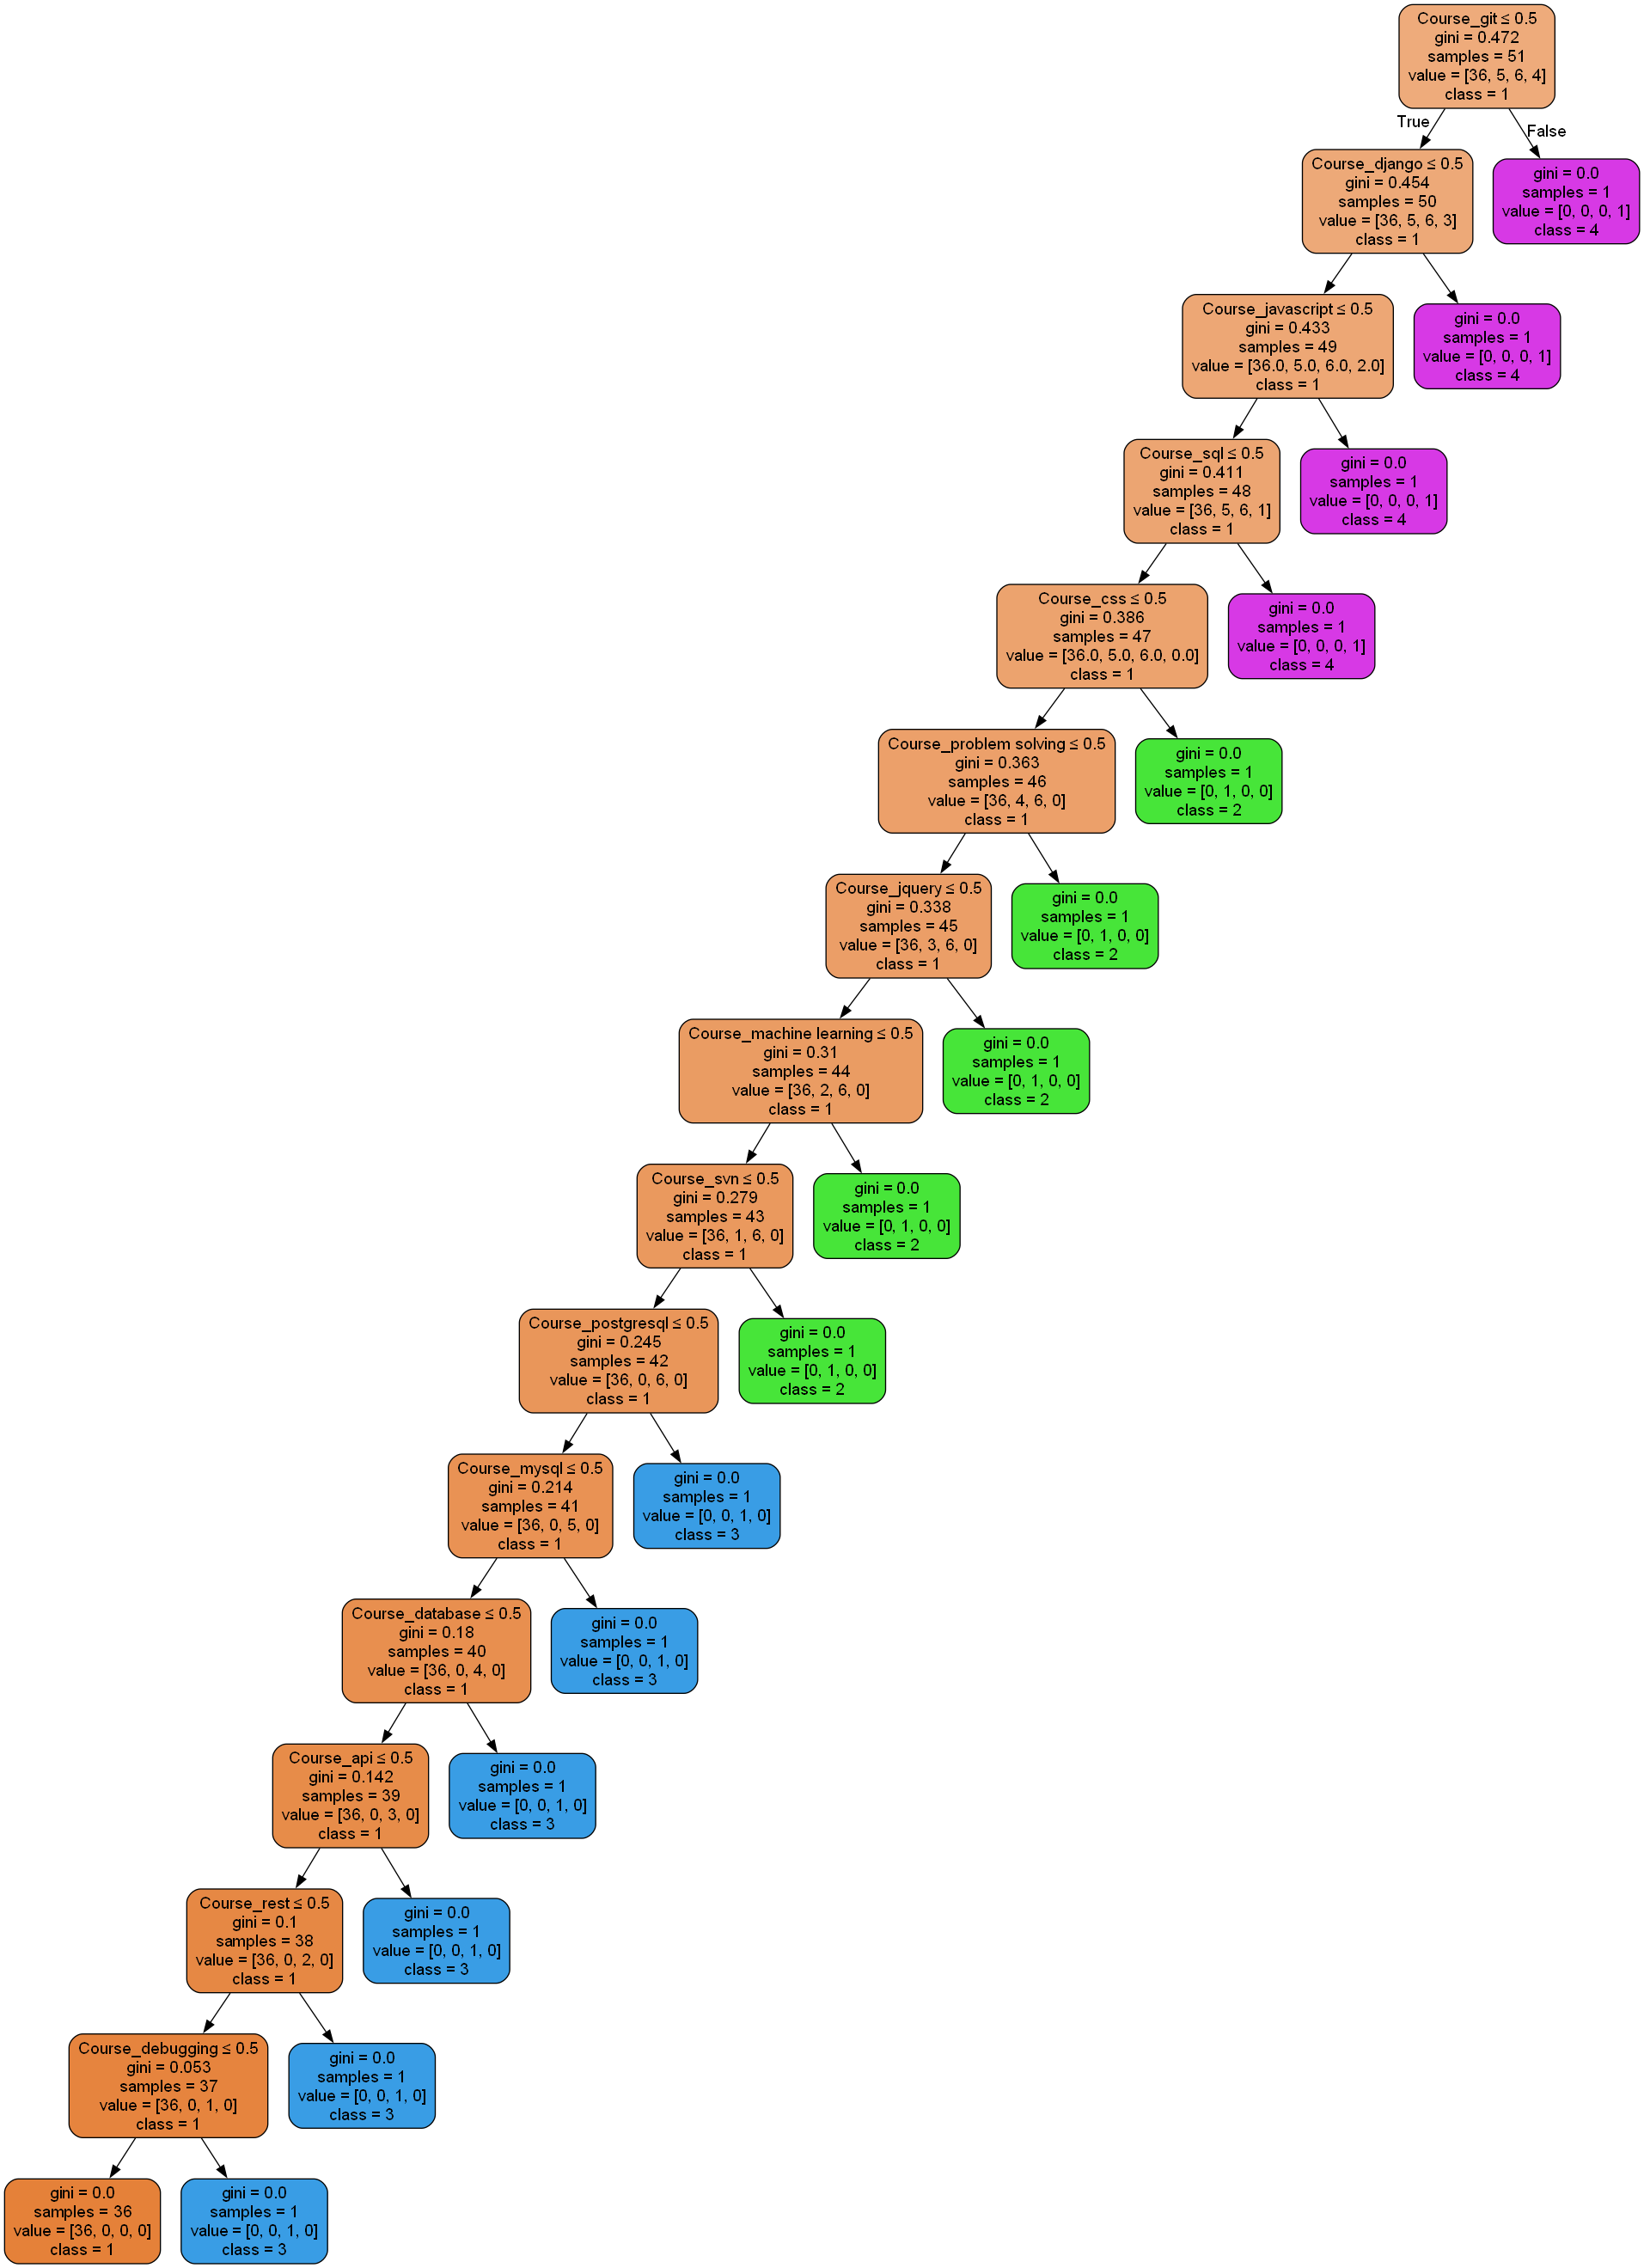 Course_git ≤ 0.5
gini = 0.472
samples = 51
value = [36, 5, 6, 4]
class = 1
True
False
Course_django ≤ 0.5
gini = 0.454
samples = 50
value = [36, 5, 6, 3]
class = 1
gini = 0.0
samples = 1
value = [0, 0, 0, 1]
class = 4
Course_javascript ≤ 0.5
gini = 0.433
samples = 49
value = [36.0, 5.0, 6.0, 2.0]
class = 1
gini = 0.0
samples = 1
value = [0, 0, 0, 1]
class = 4
Course_sql ≤ 0.5
gini = 0.411
samples = 48
value = [36, 5, 6, 1]
class = 1
gini = 0.0
samples = 1
value = [0, 0, 0, 1]
class = 4
Course_css ≤ 0.5
gini = 0.386
samples = 47
value = [36.0, 5.0, 6.0, 0.0]
class = 1
gini = 0.0
samples = 1
value = [0, 0, 0, 1]
class = 4
Course_problem solving ≤ 0.5
gini = 0.363
samples = 46
value = [36, 4, 6, 0]
class = 1
gini = 0.0
samples = 1
value = [0, 1, 0, 0]
class = 2
Course_jquery ≤ 0.5
gini = 0.338
samples = 45
value = [36, 3, 6, 0]
class = 1
gini = 0.0
samples = 1
value = [0, 1, 0, 0]
class = 2
Course_machine learning ≤ 0.5
gini = 0.31
samples = 44
value = [36, 2, 6, 0]
class = 1
gini = 0.0
samples = 1
value = [0, 1, 0, 0]
class = 2
Course_svn ≤ 0.5
gini = 0.279
samples = 43
value = [36, 1, 6, 0]
class = 1
gini = 0.0
samples = 1
value = [0, 1, 0, 0]
class = 2
Course_postgresql ≤ 0.5
gini = 0.245
samples = 42
value = [36, 0, 6, 0]
class = 1
gini = 0.0
samples = 1
value = [0, 1, 0, 0]
class = 2
Course_mysql ≤ 0.5
gini = 0.214
samples = 41
value = [36, 0, 5, 0]
class = 1
gini = 0.0
samples = 1
value = [0, 0, 1, 0]
class = 3
Course_database ≤ 0.5
gini = 0.18
samples = 40
value = [36, 0, 4, 0]
class = 1
gini = 0.0
samples = 1
value = [0, 0, 1, 0]
class = 3
Course_api ≤ 0.5
gini = 0.142
samples = 39
value = [36, 0, 3, 0]
class = 1
gini = 0.0
samples = 1
value = [0, 0, 1, 0]
class = 3
Course_rest ≤ 0.5
gini = 0.1
samples = 38
value = [36, 0, 2, 0]
class = 1
gini = 0.0
samples = 1
value = [0, 0, 1, 0]
class = 3
Course_debugging ≤ 0.5
gini = 0.053
samples = 37
value = [36, 0, 1, 0]
class = 1
gini = 0.0
samples = 1
value = [0, 0, 1, 0]
class = 3
gini = 0.0
samples = 36
value = [36, 0, 0, 0]
class = 1
gini = 0.0
samples = 1
value = [0, 0, 1, 0]
class = 3